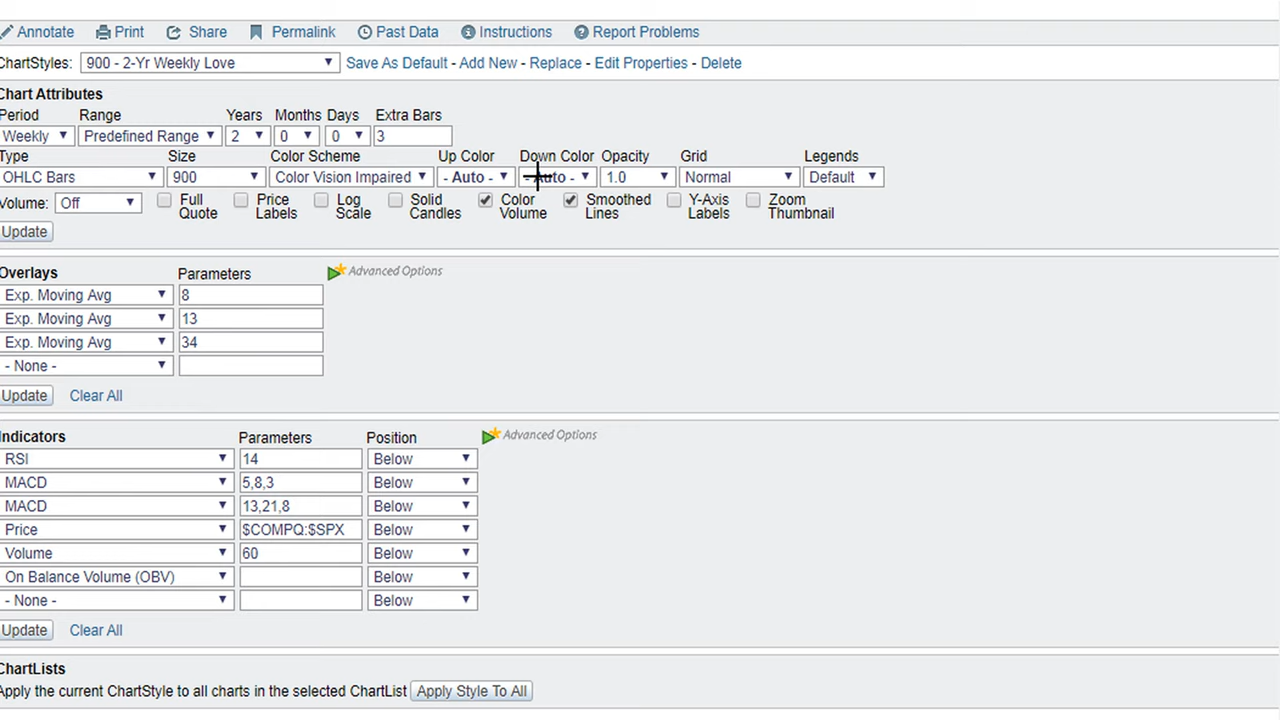 Annotate Print Share Permalink Past Data Instructions Report Problems
ChartStyles: 900 - 2-Yr Weekly Love Save As Default - Add New - Replace - Edit Properties - Delete
Chart Attributes
Period Range Years Months Days Extra Bars
Weekly Predefined Range 2 0 0 3
Type Size Color Scheme Up Color Down Color Opacity Grid Legends
OHLC Bars 900 Color Vision Impaired - Auto - - Auto - 1.0 Normal Default
Volume: Off Full Quote Price Labels Log Scale Solid Candles Color Volume Smoothed Lines Y-Axis Labels Zoom Thumbnail
Update
Overlays Parameters Advanced Options
Exp. Moving Avg 8
Exp. Moving Avg 13
Exp. Moving Avg 34
- None -
Update Clear All
Indicators Parameters Position Advanced Options
RSI 14 Below
MACD 5,8,3 Below
MACD 13,21,8 Below
Price $COMPQ:$SPX Below
Volume 60 Below
On Balance Volume (OBV) Below
- None - Below
Update Clear All
ChartLists
Apply the current ChartStyle to all charts in the selected ChartList Apply Style To All